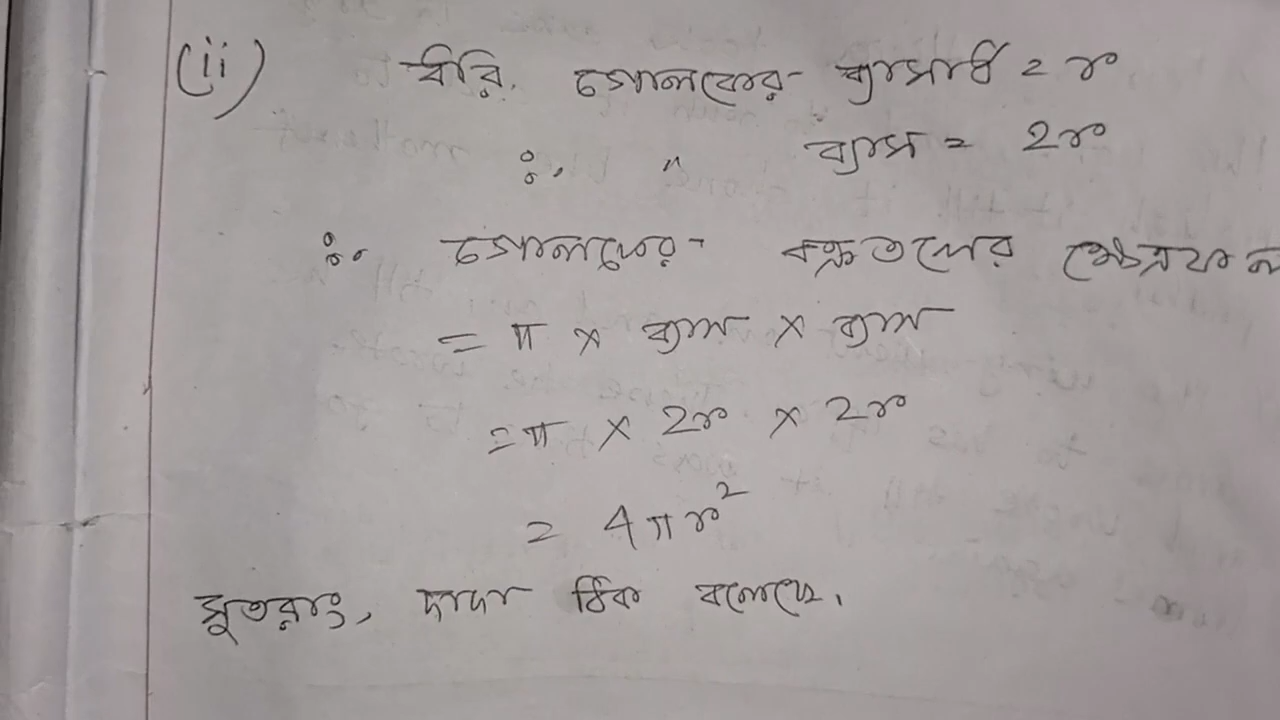 (ii) ধরি, গোলকের ব্যাসার্ধ = r
∴ " ব্যাস = 2r
∴ গোলকের বক্রতলের ক্ষেত্রফল
= π × ব্যাস × ব্যাস
= π × 2r × 2r
= 4πr²
সুতরাং, দাদা ঠিক বলেছে।